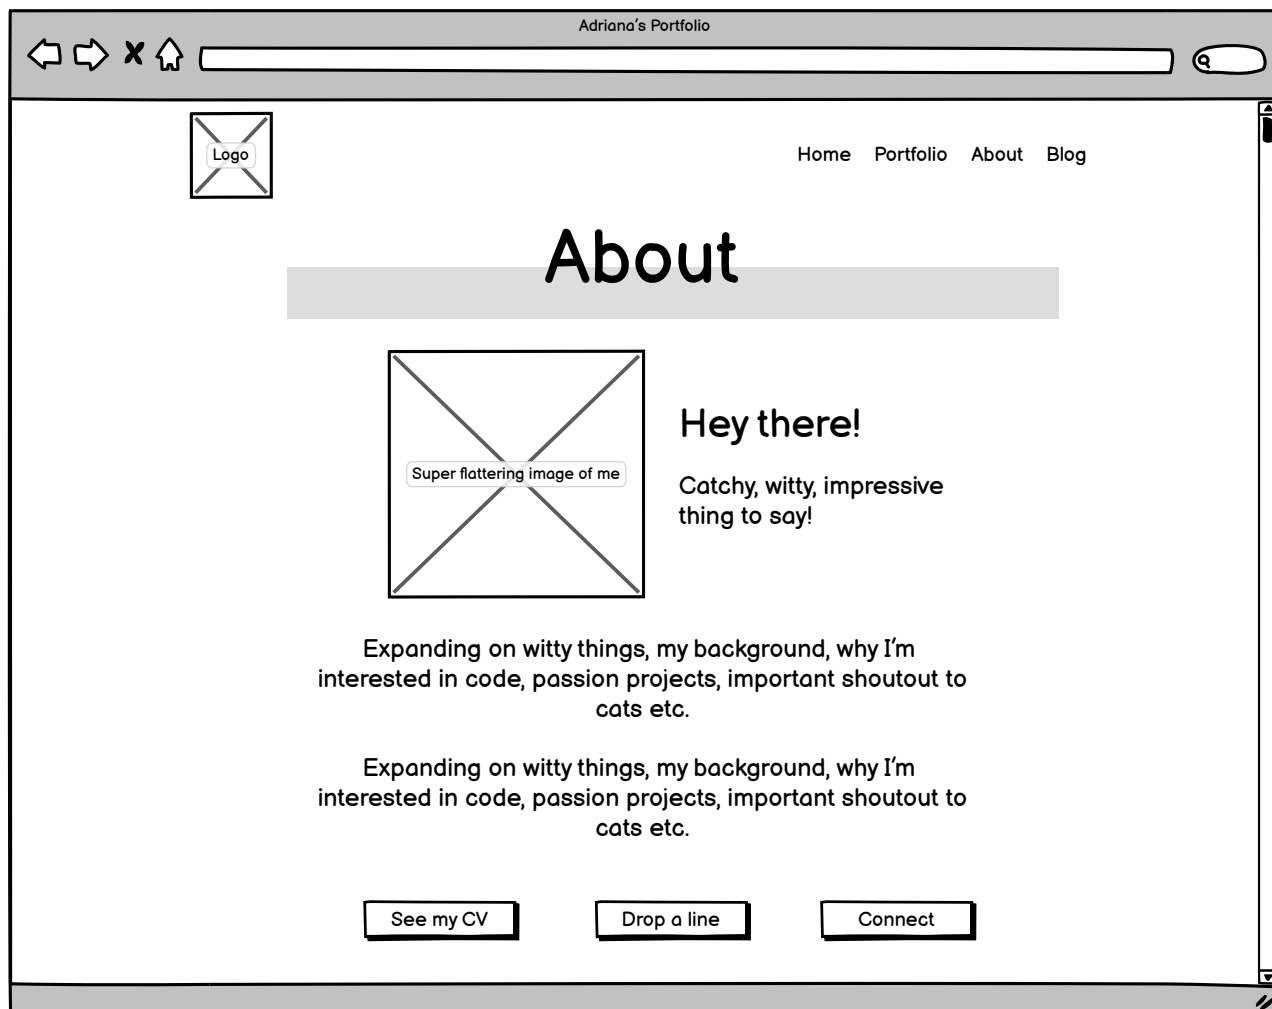 Adriana's Portfolio
Logo
Home Portfolio About Blog
About
Super flattering image of me
Hey there!
Catchy, witty, impressive
thing to say!
Expanding on witty things, my background, why I'm
interested in code, passion projects, important shoutout to
cats etc.
Expanding on witty things, my background, why I'm
interested in code, passion projects, important shoutout to
cats etc.
See my CV Drop a line Connect